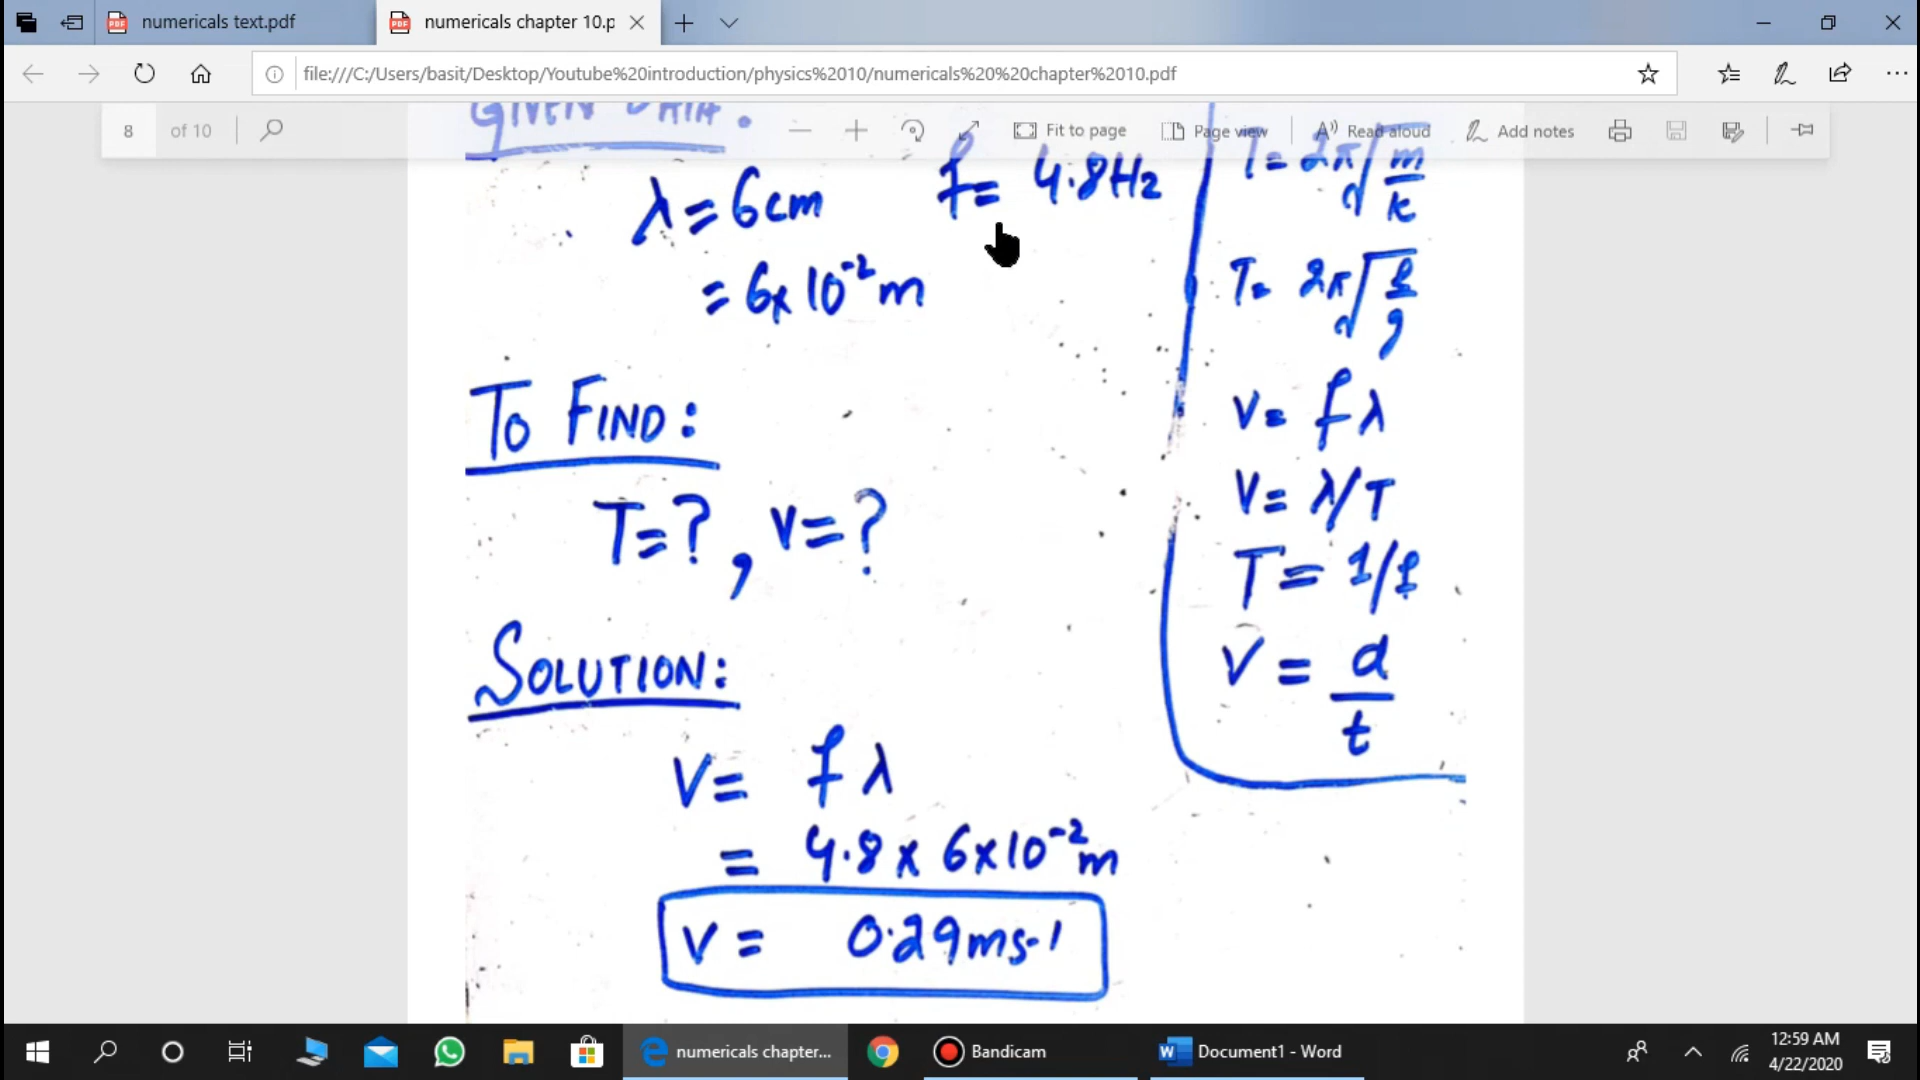 numericals text.pdf
numericals chapter 10.p
file:///C:/Users/basit/Desktop/Youtube%20introduction/physics%2010/numericals%20%20chapter%2010.pdf
8 of 10
Fit to page
Page view
Read aloud
Add notes
GIVEN DATA:
λ = 6cm
f = 4.8Hz
= 6x10⁻²m
TO FIND:
T=?, v=?
SOLUTION:
V= fλ
= 4.8 x 6x10⁻²m
V = 0.29ms-1
T= 2π√m/k
T= 2π√l/g
V= fλ
V= λ/T
T= 1/f
V = d/t
numericals chapter...
Bandicam
Document1 - Word
12:59 AM
4/22/2020